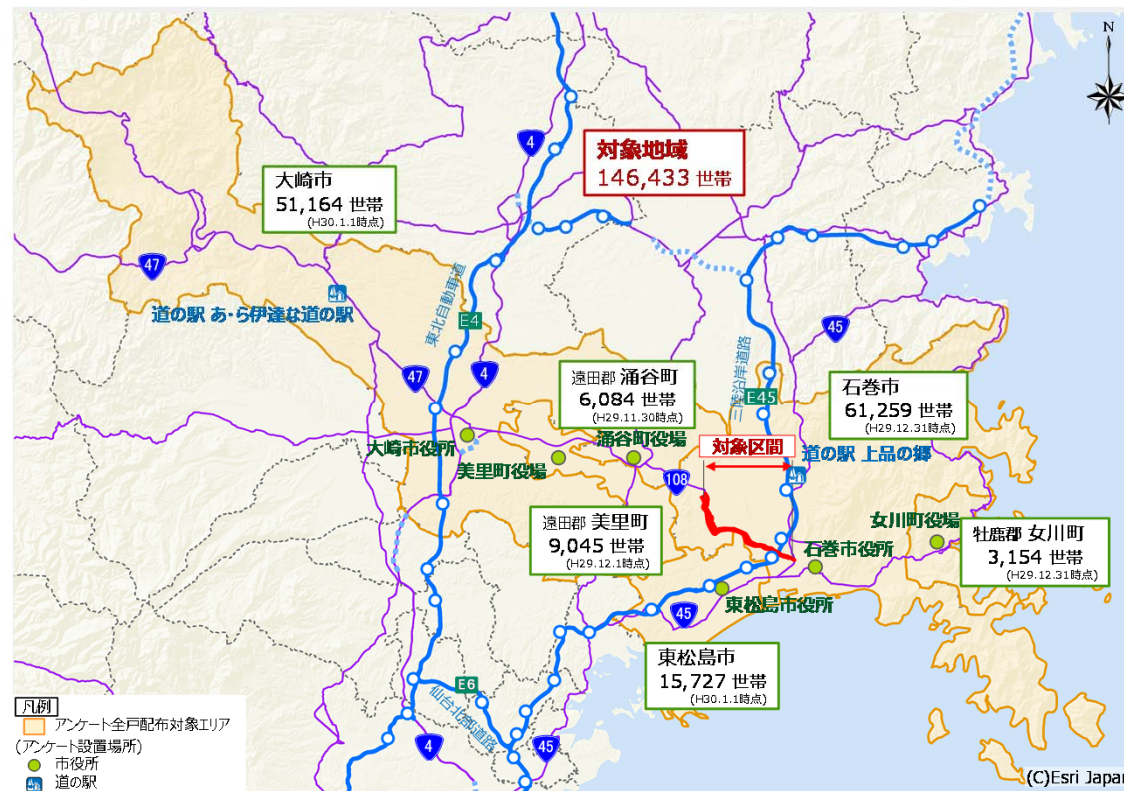 N
4
対象地域
146,433 世帯
大崎市
51,164 世帯
(H30.1.1時点)
47
道の駅 あ・ら伊達な道の駅
東北自動車道
E4
45
三陸沿岸道路
47
4
遠田郡 涌谷町
6,084 世帯
(H29.11.30時点)
E45
石巻市
61,259 世帯
(H29.12.31時点)
大崎市役所
涌谷町役場
対象区間
道の駅 上品の郷
美里町役場
108
遠田郡 美里町
9,045 世帯
(H29.12.1時点)
女川町役場
石巻市役所
牡鹿郡 女川町
3,154 世帯
(H29.12.31時点)
東松島市役所
45
東松島市
15,727 世帯
(H30.1.1時点)
E6
仙台北部道路
4
45
凡例
アンケート全戸配布対象エリア
(アンケート設置場所)
市役所
道の駅
(C)Esri Japan